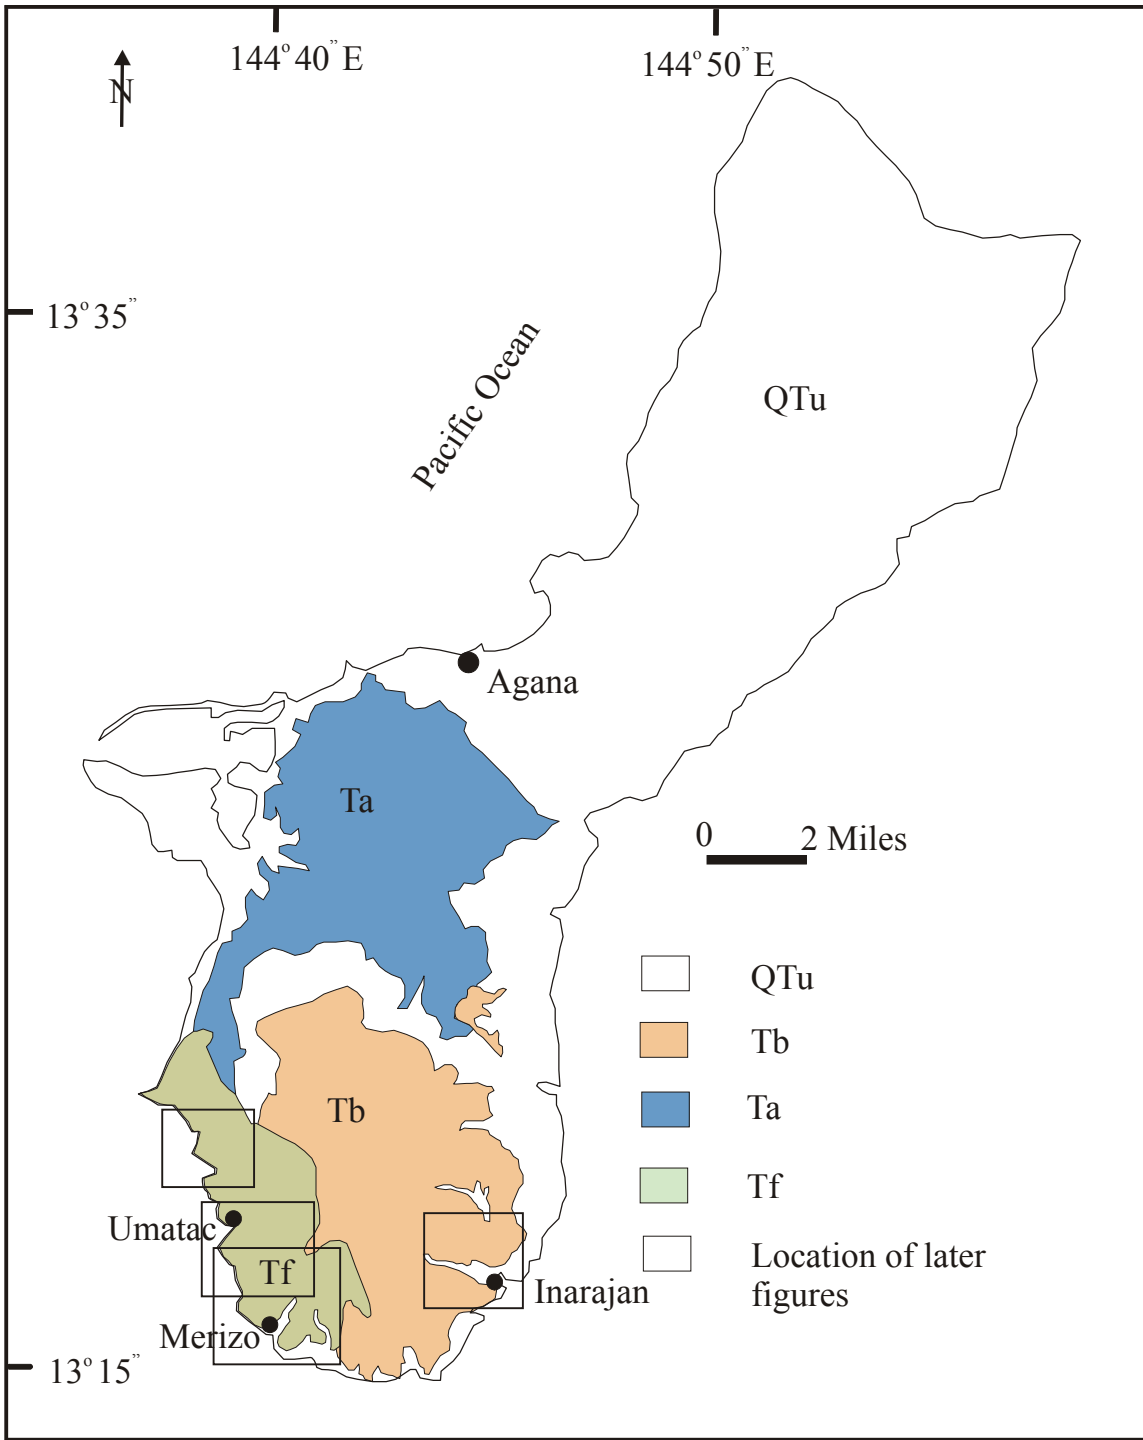 144° 40” E
144° 50” E
N
13° 35”
Pacific Ocean
QTu
Agana
Ta
0 2 Miles
QTu
Tb
Tb
Ta
Tf
Umatac
Tf
Location of later
figures
Inarajan
Merizo
13° 15”